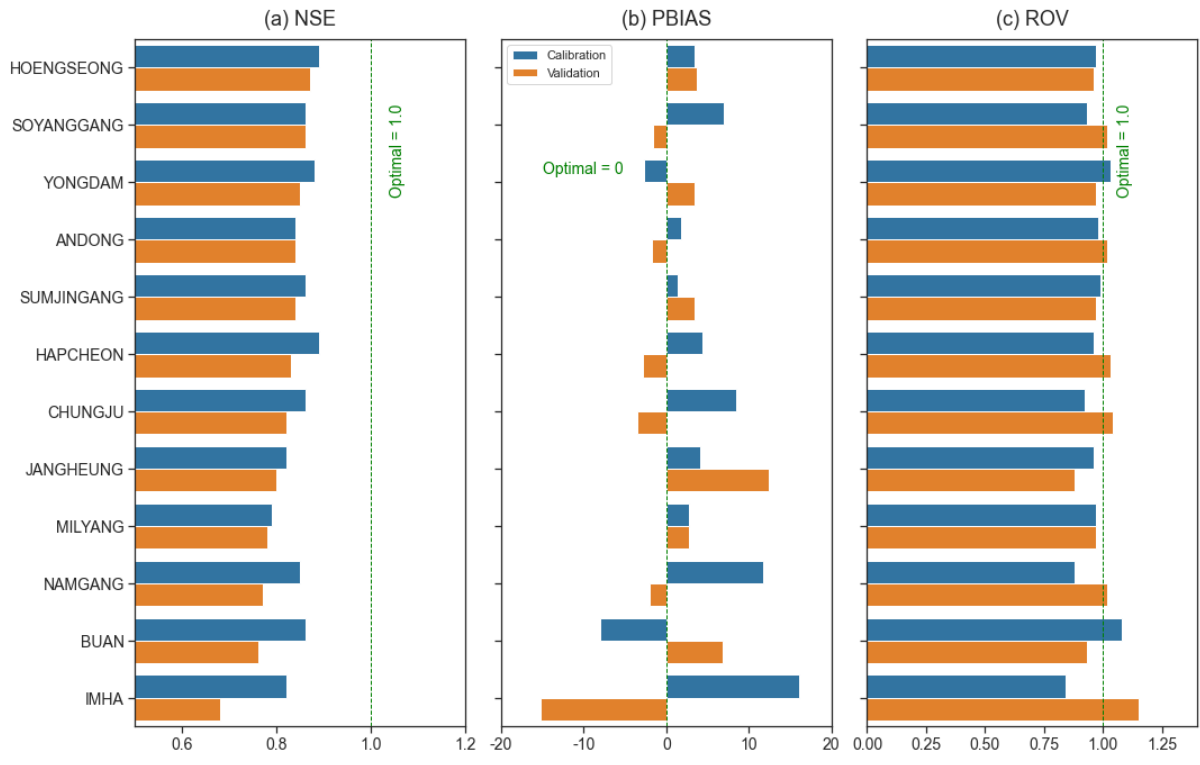 (a) NSE
(b) PBIAS
(c) ROV
HOENGSEONG
SOYANGGANG
YONGDAM
ANDONG
SUMJINGANG
HAPCHEON
CHUNGJU
JANGHEUNG
MILYANG
NAMGANG
BUAN
IMHA
Optimal = 1.0
0.6 0.8 1.0 1.2
Calibration
Validation
Optimal = 0
-20 -10 0 10 20
Optimal = 1.0
0.00 0.25 0.50 0.75 1.00 1.25